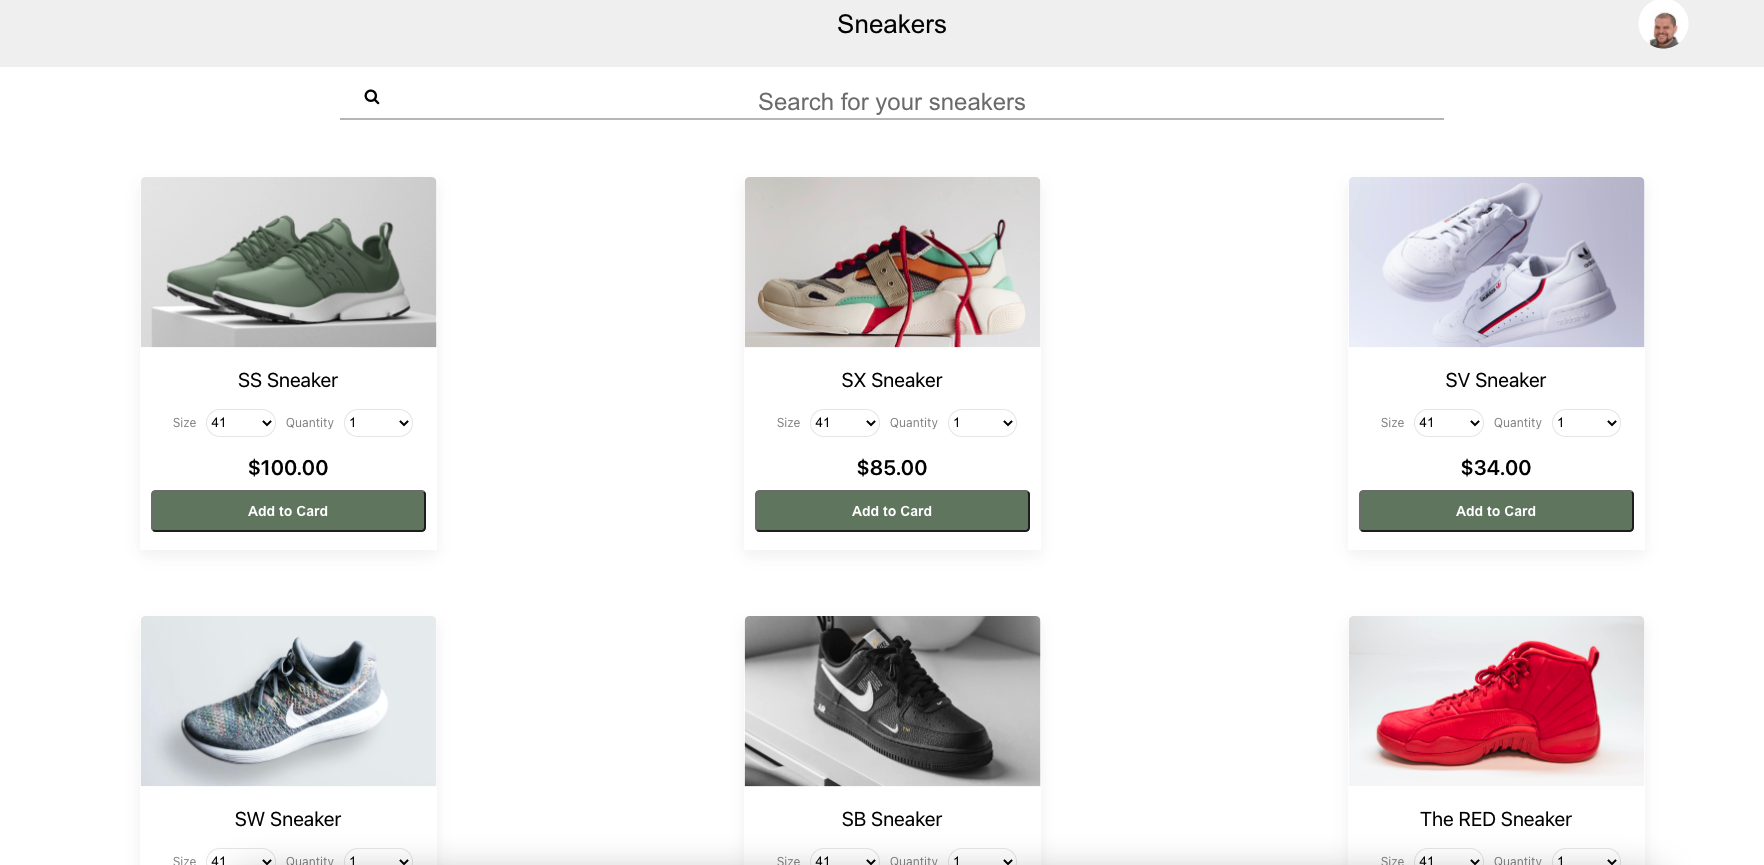 Sneakers
Search for your sneakers
SS Sneaker
Size 41 Quantity 1
$100.00
Add to Card
SX Sneaker
Size 41 Quantity 1
$85.00
Add to Card
adidas
SV Sneaker
Size 41 Quantity 1
$34.00
Add to Card
SW Sneaker
Size 41 Quantity 1
AIR
SB Sneaker
Size 41 Quantity 1
The RED Sneaker
Size 41 Quantity 1